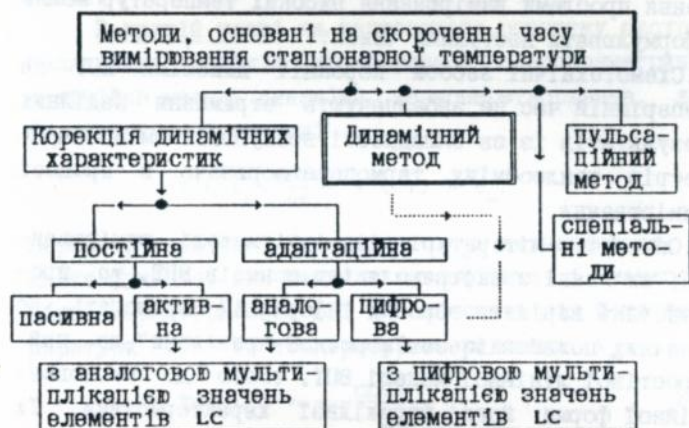 Методи, основані на скороченні часу
вимірювання стаціонарної температури
Корекція динамічних
характеристик
Динамічний
метод
пульса-
ційний
метод
спеціаль-
ні мето-
ди
постійна
адаптаційна
пасивна
актив-
на
анало-
гова
цифро-
ва
з аналоговою мульти-
плікацією значень
елементів LC
З цифровою мульти-
плікацією значень
елементів LC